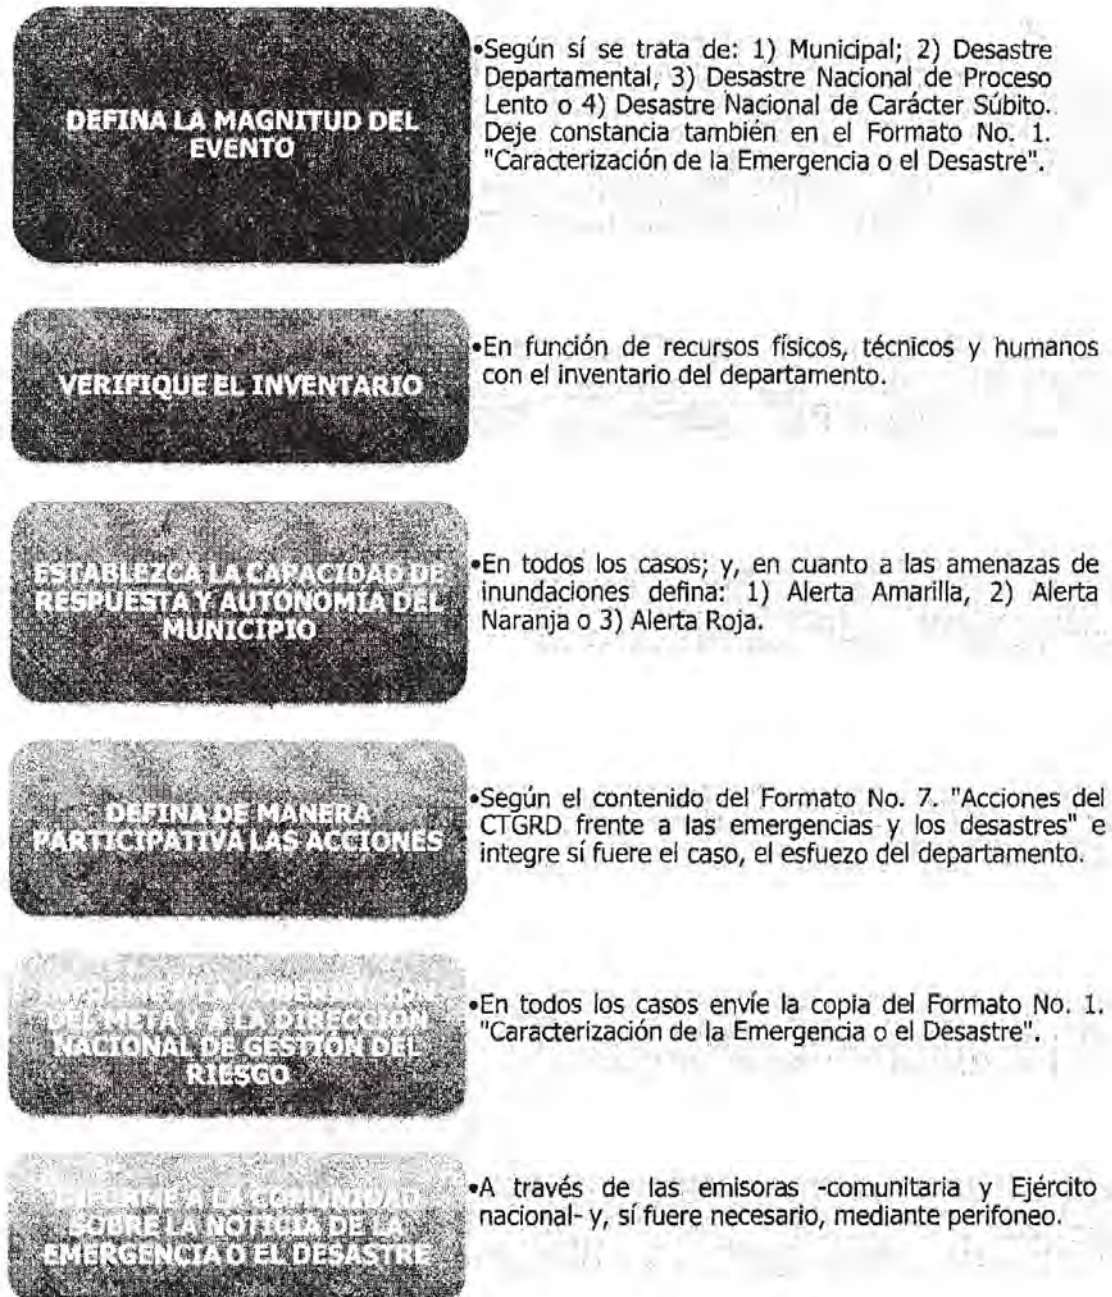 DEFINA LA MAGNITUD DEL
EVENTO
•Según sí se trata de: 1) Municipal; 2) Desastre
Departamental, 3) Desastre Nacional de Proceso
Lento o 4) Desastre Nacional de Carácter Súbito.
Deje constancia también en el Formato No. 1.
"Caracterización de la Emergencia o el Desastre".
VERIFIQUE EL INVENTARIO
•En función de recursos físicos, técnicos y humanos
con el inventario del departamento.
ESTABLEZCA LA CAPACIDAD DE
RESPUESTA Y AUTONOMÍA DEL
MUNICIPIO
•En todos los casos; y, en cuanto a las amenazas de
inundaciones defina: 1) Alerta Amarilla, 2) Alerta
Naranja o 3) Alerta Roja.
DEFINA DE MANERA
PARTICIPATIVA LAS ACCIONES
•Según el contenido del Formato No. 7. "Acciones del
CTGRD frente a las emergencias y los desastres" e
integre sí fuere el caso, el esfuezo del departamento.
INFORME A LA GOBERNACIÓN
DEL META Y A LA DIRECCIÓN
NACIONAL DE GESTIÓN DEL
RIESGO
•En todos los casos envíe la copia del Formato No. 1.
"Caracterización de la Emergencia o el Desastre".
INFORME A LA COMUNIDAD
SOBRE LA NOTICIA DE LA
EMERGENCIA O EL DESASTRE
•A través de las emisoras -comunitaria y Ejército
nacional- y, sí fuere necesario, mediante perifoneo.